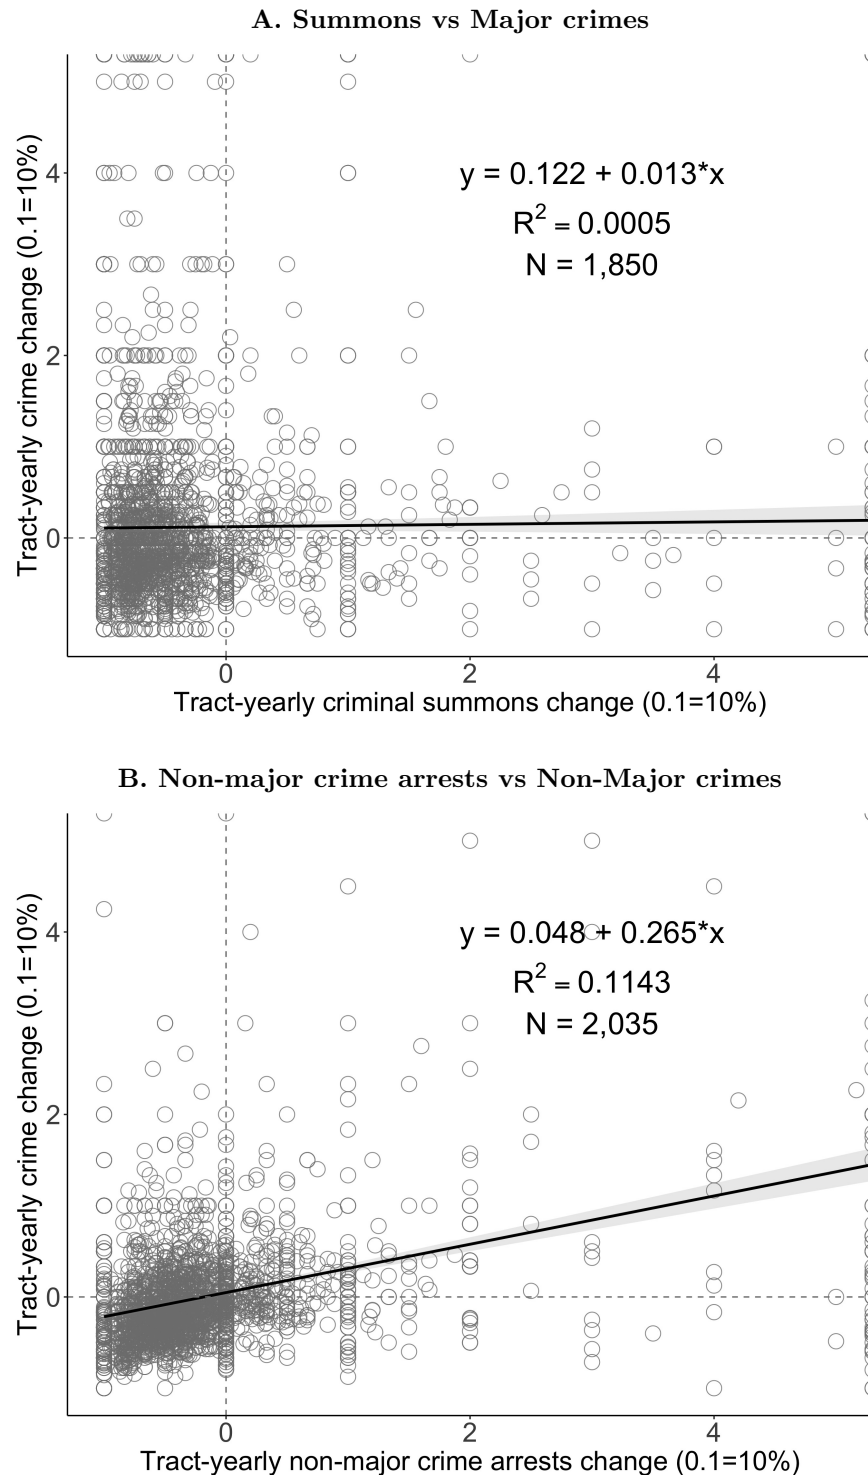 A. Summons vs Major crimes
Tract-yearly crime change (0.1=10%)
4
2
0
y = 0.122 + 0.013*x
R² = 0.0005
N = 1,850
0
2
4
Tract-yearly criminal summons change (0.1=10%)
B. Non-major crime arrests vs Non-Major crimes
Tract-yearly crime change (0.1=10%)
4
2
0
y = 0.048 + 0.265*x
R² = 0.1143
N = 2,035
0
2
4
Tract-yearly non-major crime arrests change (0.1=10%)